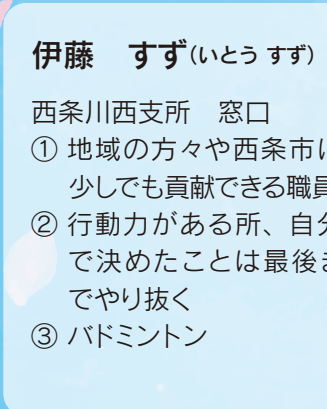 伊藤　すず(いとう すず)
西条川西支所　窓口
① 地域の方々や西条市に
少しでも貢献できる職員
② 行動力がある所、自分
で決めたことは最後ま
でやり抜く
③ バドミントン